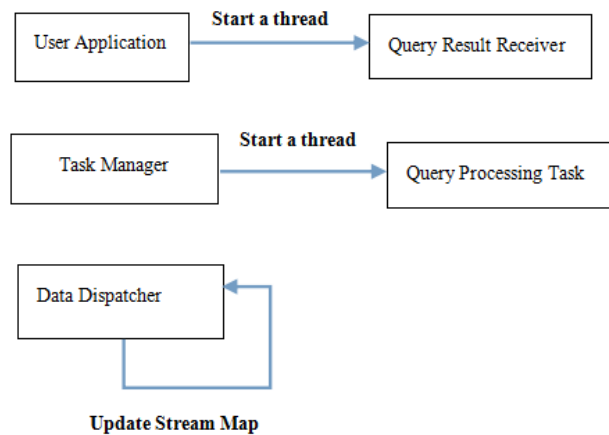 Start a thread
User Application
Query Result Receiver
Start a thread
Task Manager
Query Processing Task
Data Dispatcher
Update Stream Map